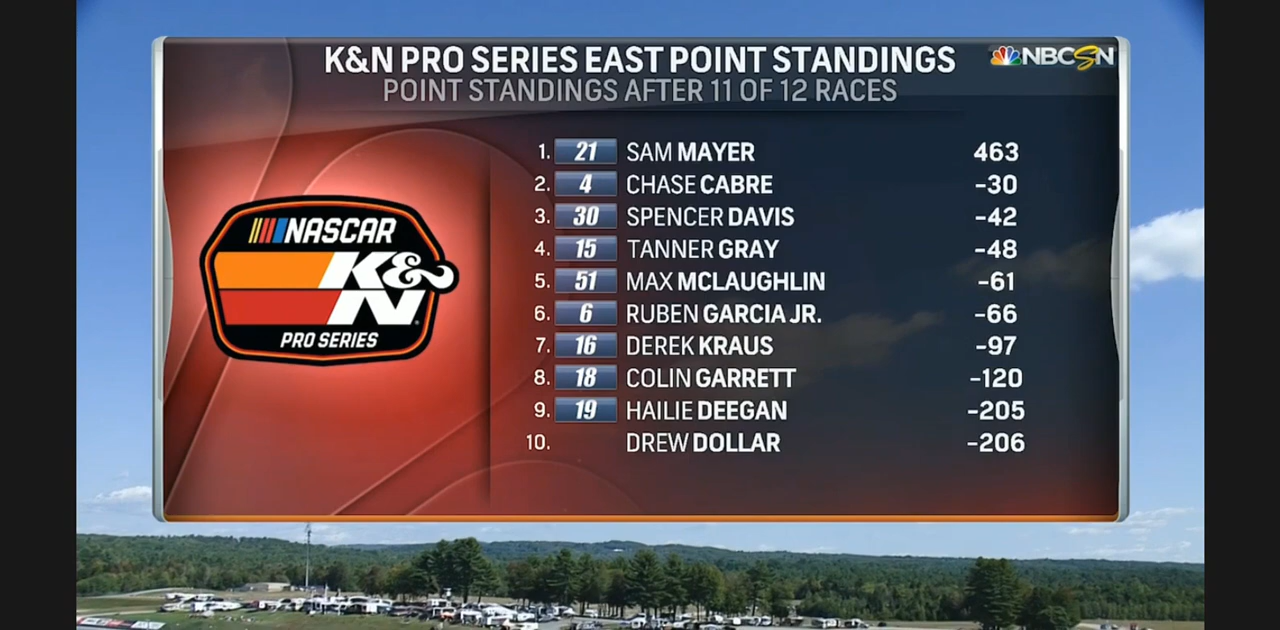 K&N PRO SERIES EAST POINT STANDINGS
NBCSN
POINT STANDINGS AFTER 11 OF 12 RACES
1. 21 SAM MAYER 463
2. 4 CHASE CABRE -30
3. 30 SPENCER DAVIS -42
4. 15 TANNER GRAY -48
5. 51 MAX MCLAUGHLIN -61
6. 6 RUBEN GARCIA JR. -66
7. 16 DEREK KRAUS -97
8. 18 COLIN GARRETT -120
9. 19 HAILIE DEEGAN -205
10. DREW DOLLAR -206
NASCAR
K&N
PRO SERIES